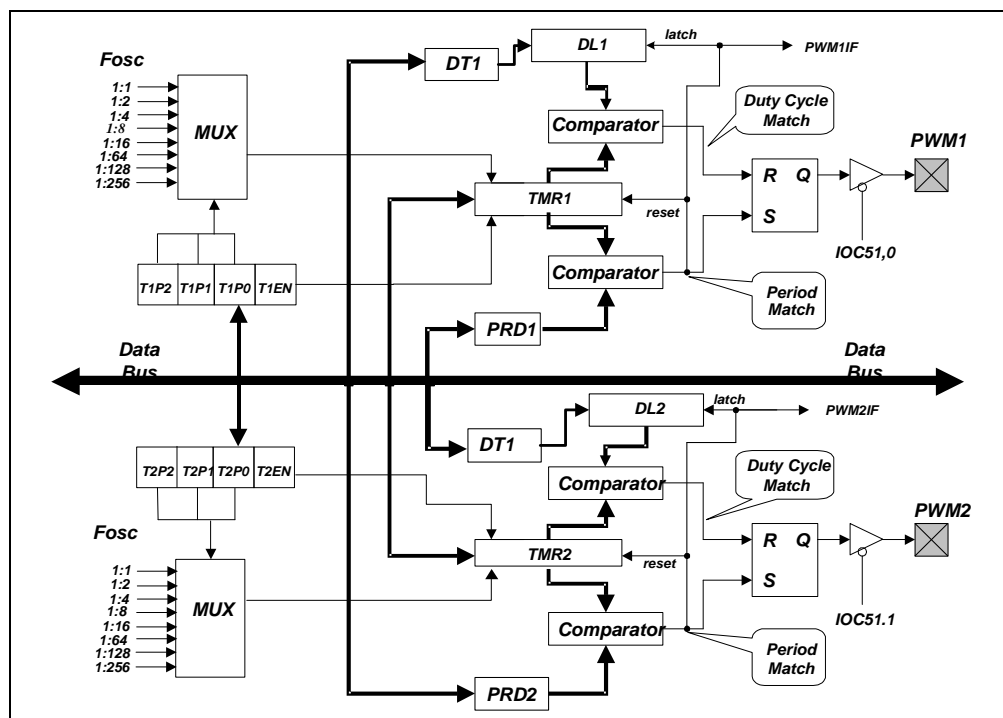 Fosc
1:1
1:2
1:4
1:8
1:16
1:64
1:128
1:256
MUX
T1P2 T1P1 T1P0 T1EN
DT1
DL1
latch
PWM1IF
Comparator
Duty Cycle
Match
PWM1
TMR1
reset
R Q
S
IOC51,0
Comparator
Period
Match
PRD1
Data
Bus
Data
Bus
DL2
latch
PWM2IF
DT1
T2P2 T2P1 T2P0 T2EN
Comparator
Duty Cycle
Match
PWM2
Fosc
1:1
1:2
1:4
1:8
1:16
1:64
1:128
1:256
MUX
TMR2
reset
R Q
S
IOC51.1
Comparator
Period
Match
PRD2